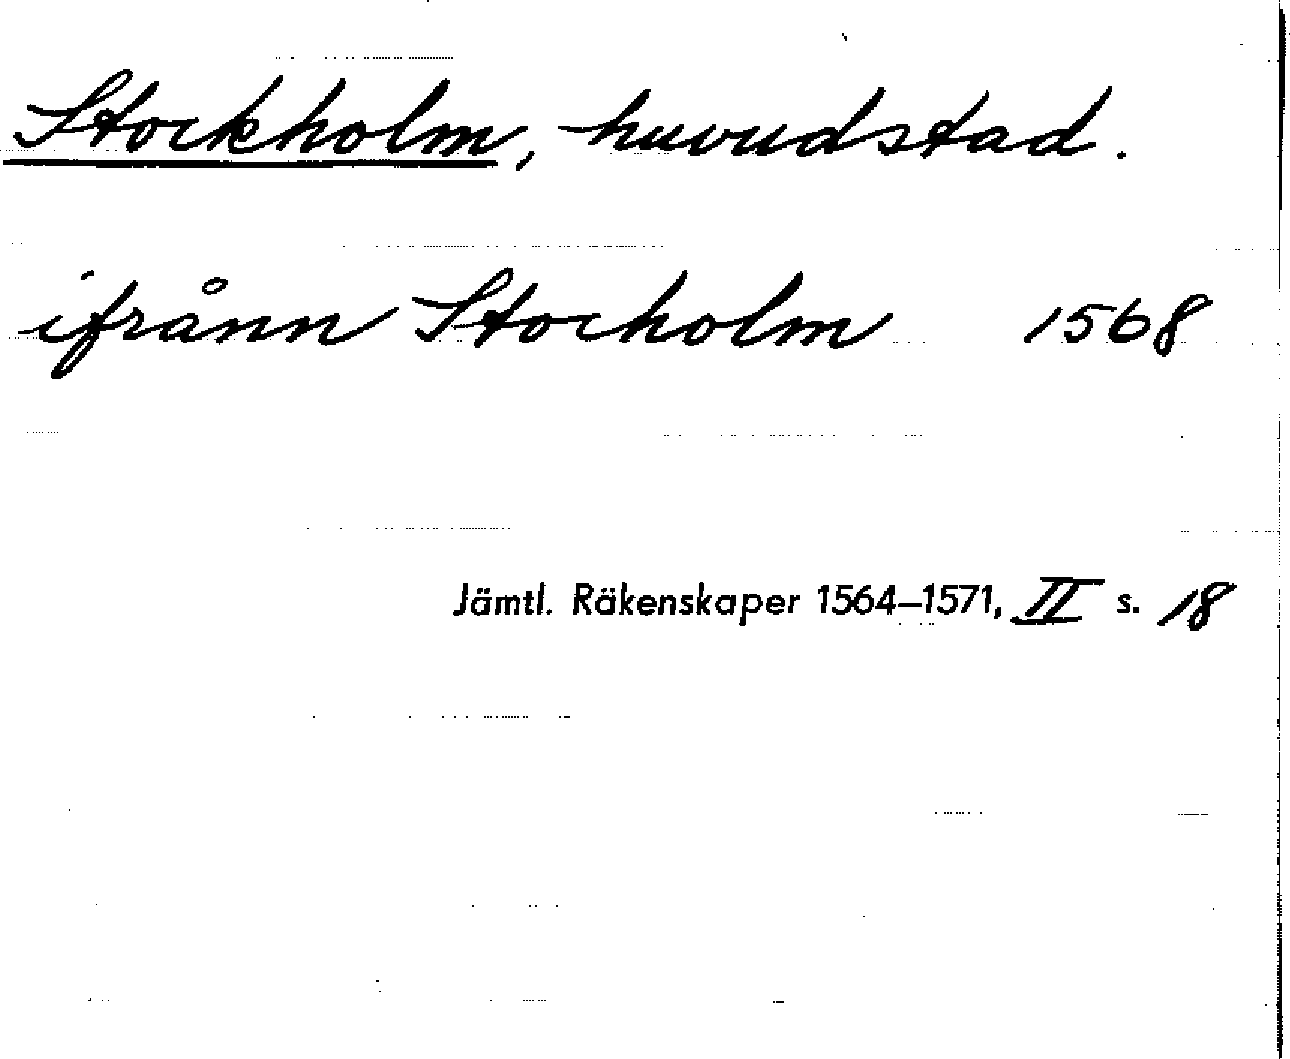 Stockholm, huvudstad.
ifrånn Stocholm 1568
Jämtl. Räkenskaper 1564–1571, II s. 18